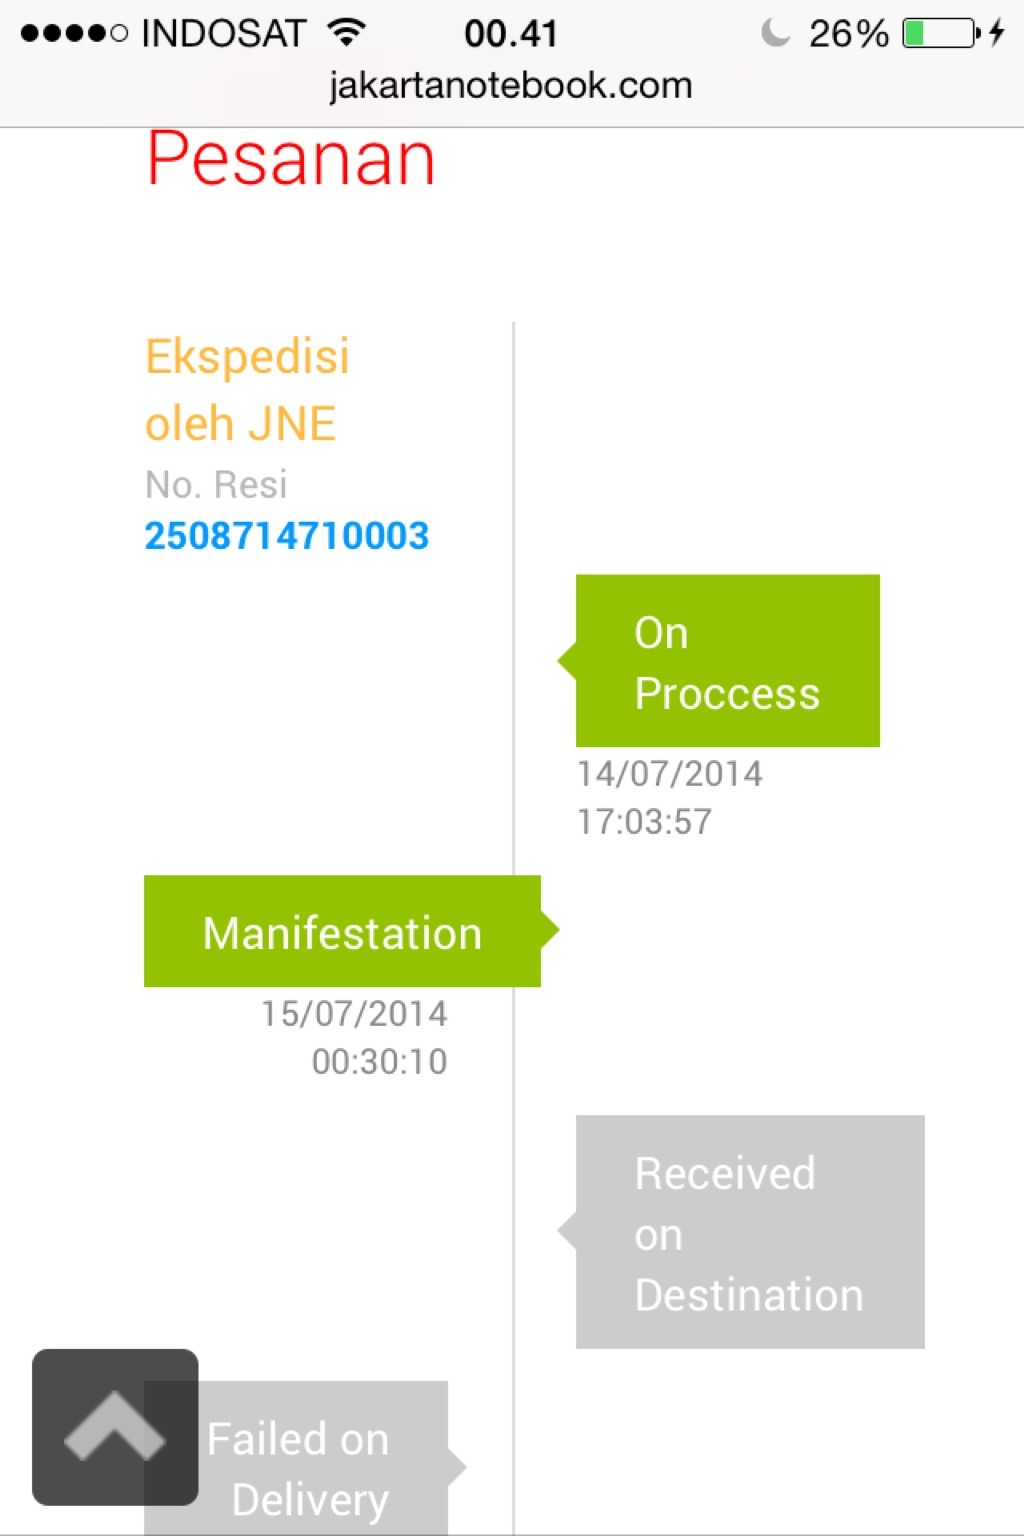 INDOSAT 00.41 26%
jakartanotebook.com
Pesanan
Ekspedisi
oleh JNE
No. Resi
2508714710003
On
Proccess
14/07/2014
17:03:57
Manifestation
15/07/2014
00:30:10
Received
on
Destination
Failed on
Delivery